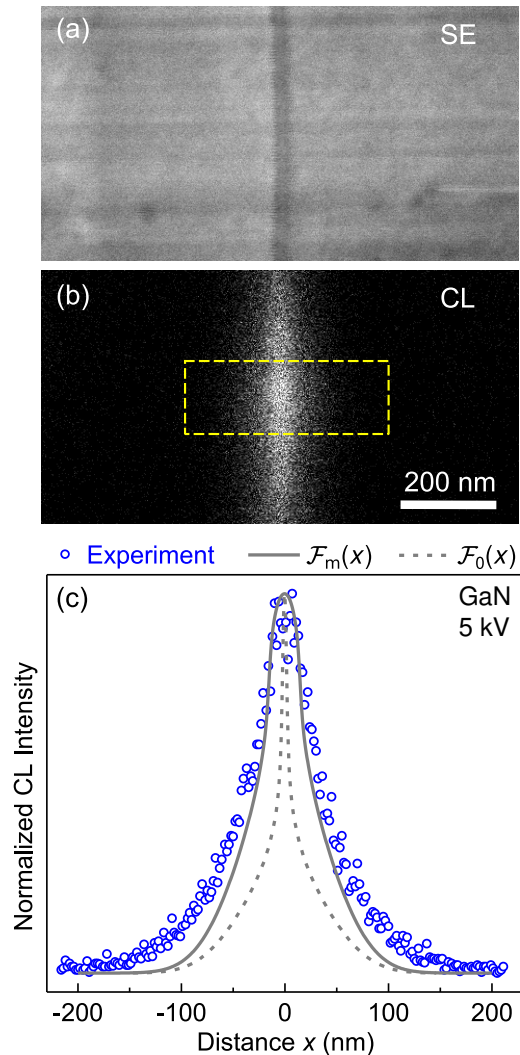 (a) SE
(b) CL
200 nm
Experiment ℱm(x) ℱ0(x)
(c) GaN
5 kV
Normalized CL Intensity
-200 -100 0 100 200
Distance x (nm)